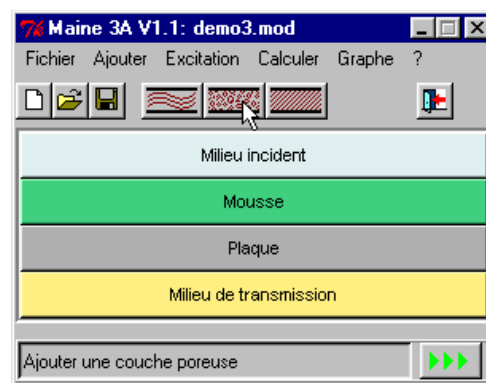 Maine 3A V1.1: demo3.mod
Fichier Ajouter Excitation Calculer Graphe ?
Milieu incident
Mousse
Plaque
Milieu de transmission
Ajouter une couche poreuse